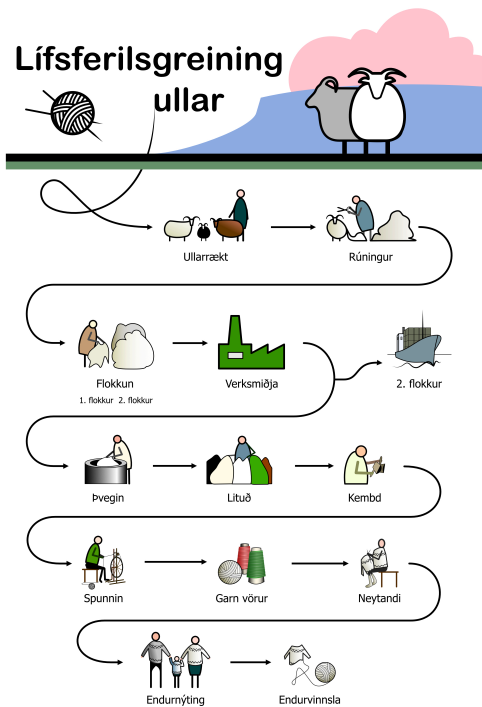 Lífsferilsgreining
ullar
Ullarrækt
Rúningur
Flokkun
1. flokkur 2. flokkur
Verksmiðja
2. flokkur
Þvegin
Lituð
Kembd
Spunnin
Garn vörur
Neytandi
Endurnýting
Endurvinnsla